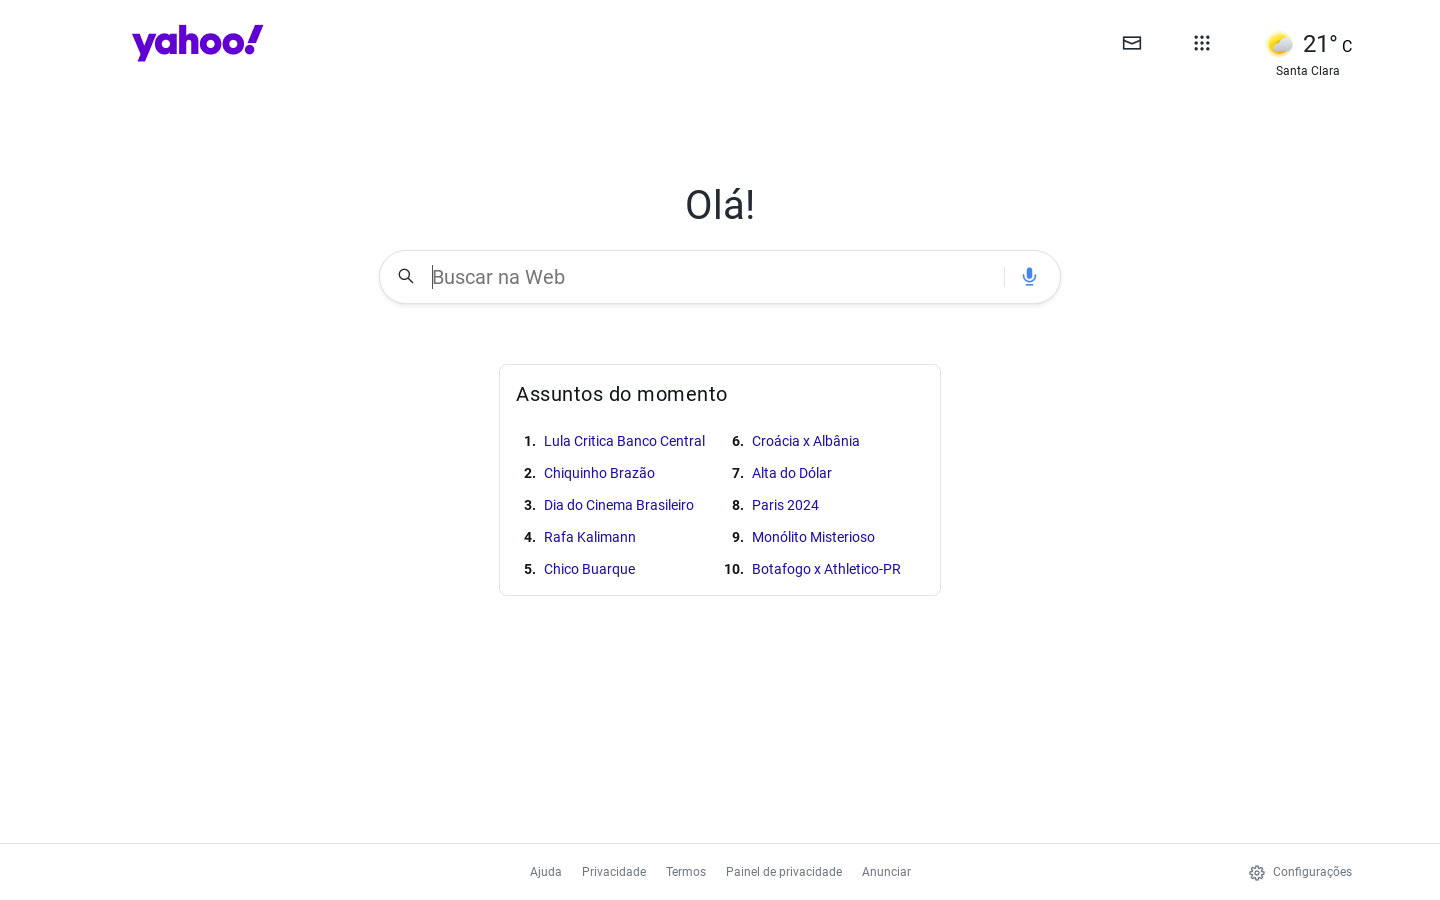 yahoo!
21° C
Santa Clara
Olá!
Buscar na Web
Assuntos do momento
1. Lula Critica Banco Central
2. Chiquinho Brazão
3. Dia do Cinema Brasileiro
4. Rafa Kalimann
5. Chico Buarque
6. Croácia x Albânia
7. Alta do Dólar
8. Paris 2024
9. Monólito Misterioso
10. Botafogo x Athletico-PR
Ajuda Privacidade Termos Painel de privacidade Anunciar Configurações